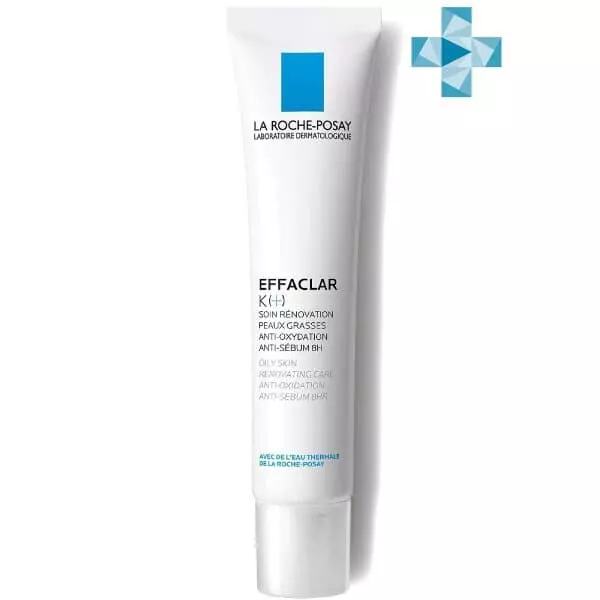 LA ROCHE-POSAY
LABORATOIRE DERMATOLOGIQUE
EFFACLAR
K(+)
SOIN RÉNOVATION
PEAUX GRASSES
ANTI-OXYDATION
ANTI-SÉBUM 8H
OILY SKIN
RENOVATING CARE
ANTI-OXIDATION
ANTI-SEBUM 8HR
AVEC DE L'EAU THERMALE
DE LA ROCHE-POSAY